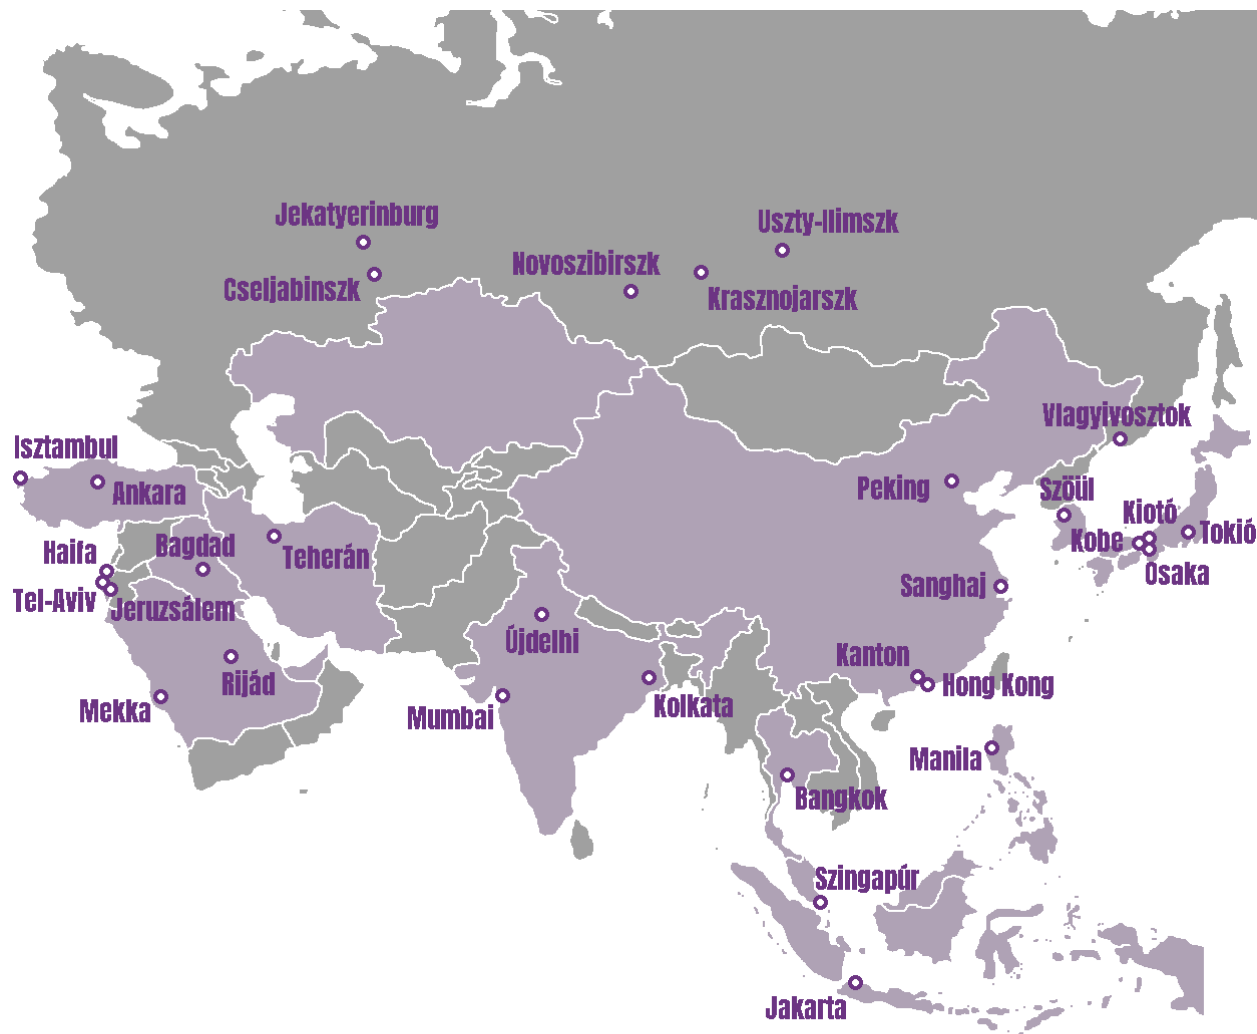 Jekatyerinburg
Uszty-Ilimszk
Novoszibirszk
Cseljabinszk
Krasznojarszk
Vlagyivosztok
Isztambul
Ankara
Peking
Szöül
Kiotó
Tokió
Kobe
Osaka
Haifa
Bagdad
Teherán
Tel-Aviv
Jeruzsálem
Sanghaj
Újdelhi
Kanton
Rijád
Hong Kong
Mekka
Mumbai
Kolkata
Manila
Bangkok
Szingapúr
Jakarta